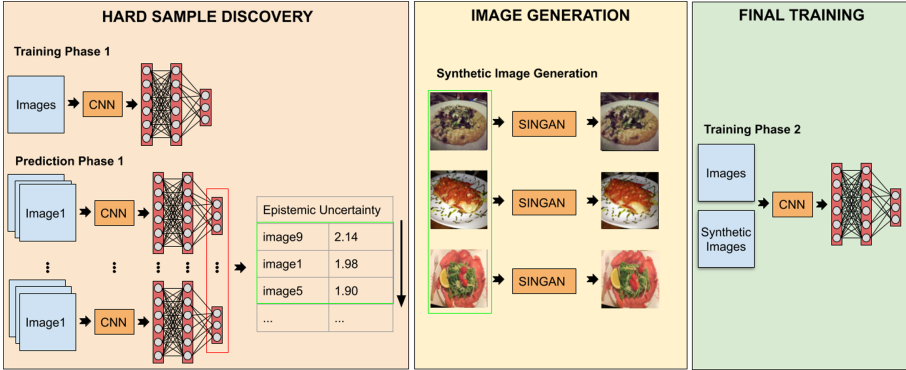 HARD SAMPLE DISCOVERY
Training Phase 1
Images
CNN
Prediction Phase 1
Image1
CNN
Image1
CNN
Epistemic Uncertainty
image9 2.14
image1 1.98
image5 1.90
... ...
IMAGE GENERATION
Synthetic Image Generation
SINGAN
SINGAN
SINGAN
FINAL TRAINING
Training Phase 2
Images
Synthetic
Images
CNN